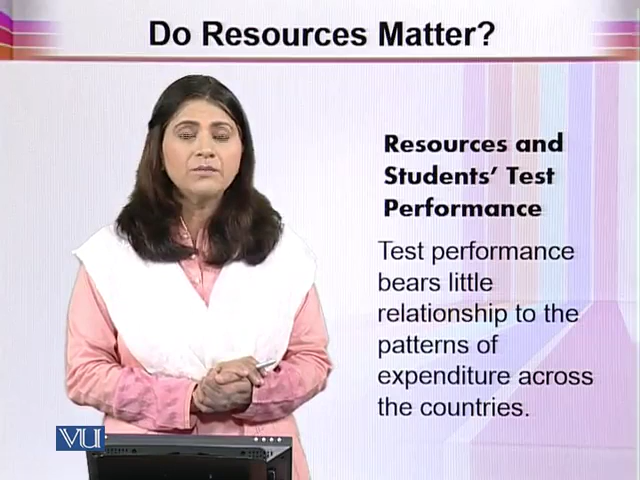 Do Resources Matter?
Resources and
Students' Test
Performance
Test performance
bears little
relationship to the
patterns of
expenditure across
the countries.
VU